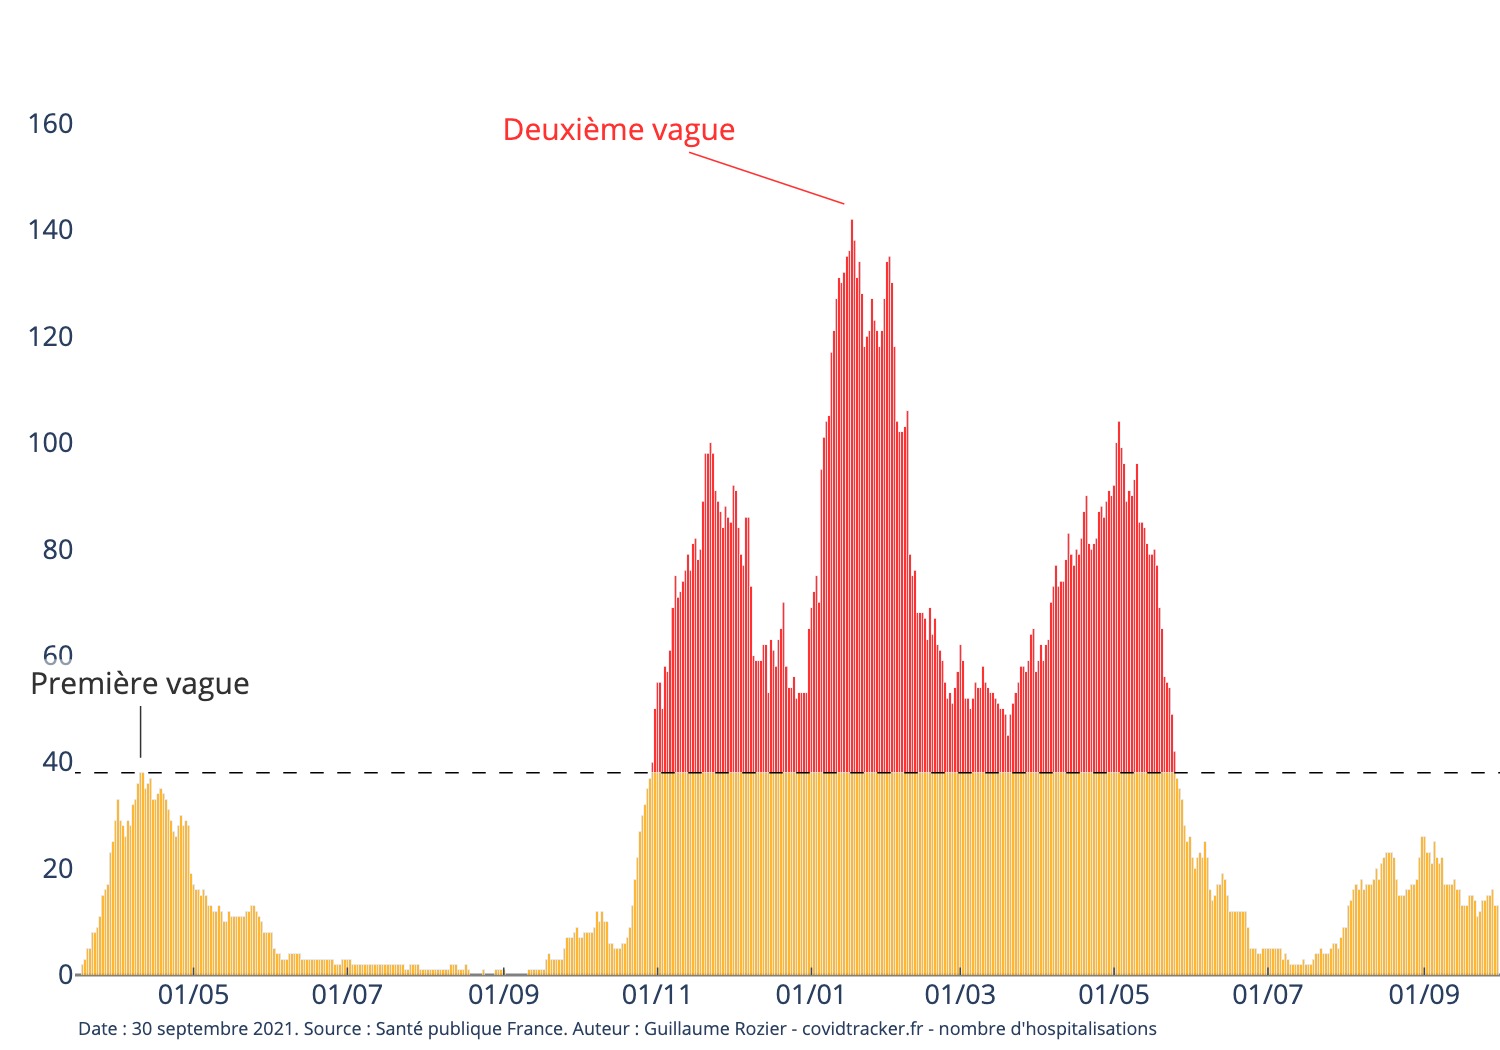 160
Deuxième vague
140
120
100
80
60
Première vague
40
20
0
01/05 01/07 01/09 01/11 01/01 01/03 01/05 01/07 01/09
Date : 30 septembre 2021. Source : Santé publique France. Auteur : Guillaume Rozier - covidtracker.fr - nombre d'hospitalisations